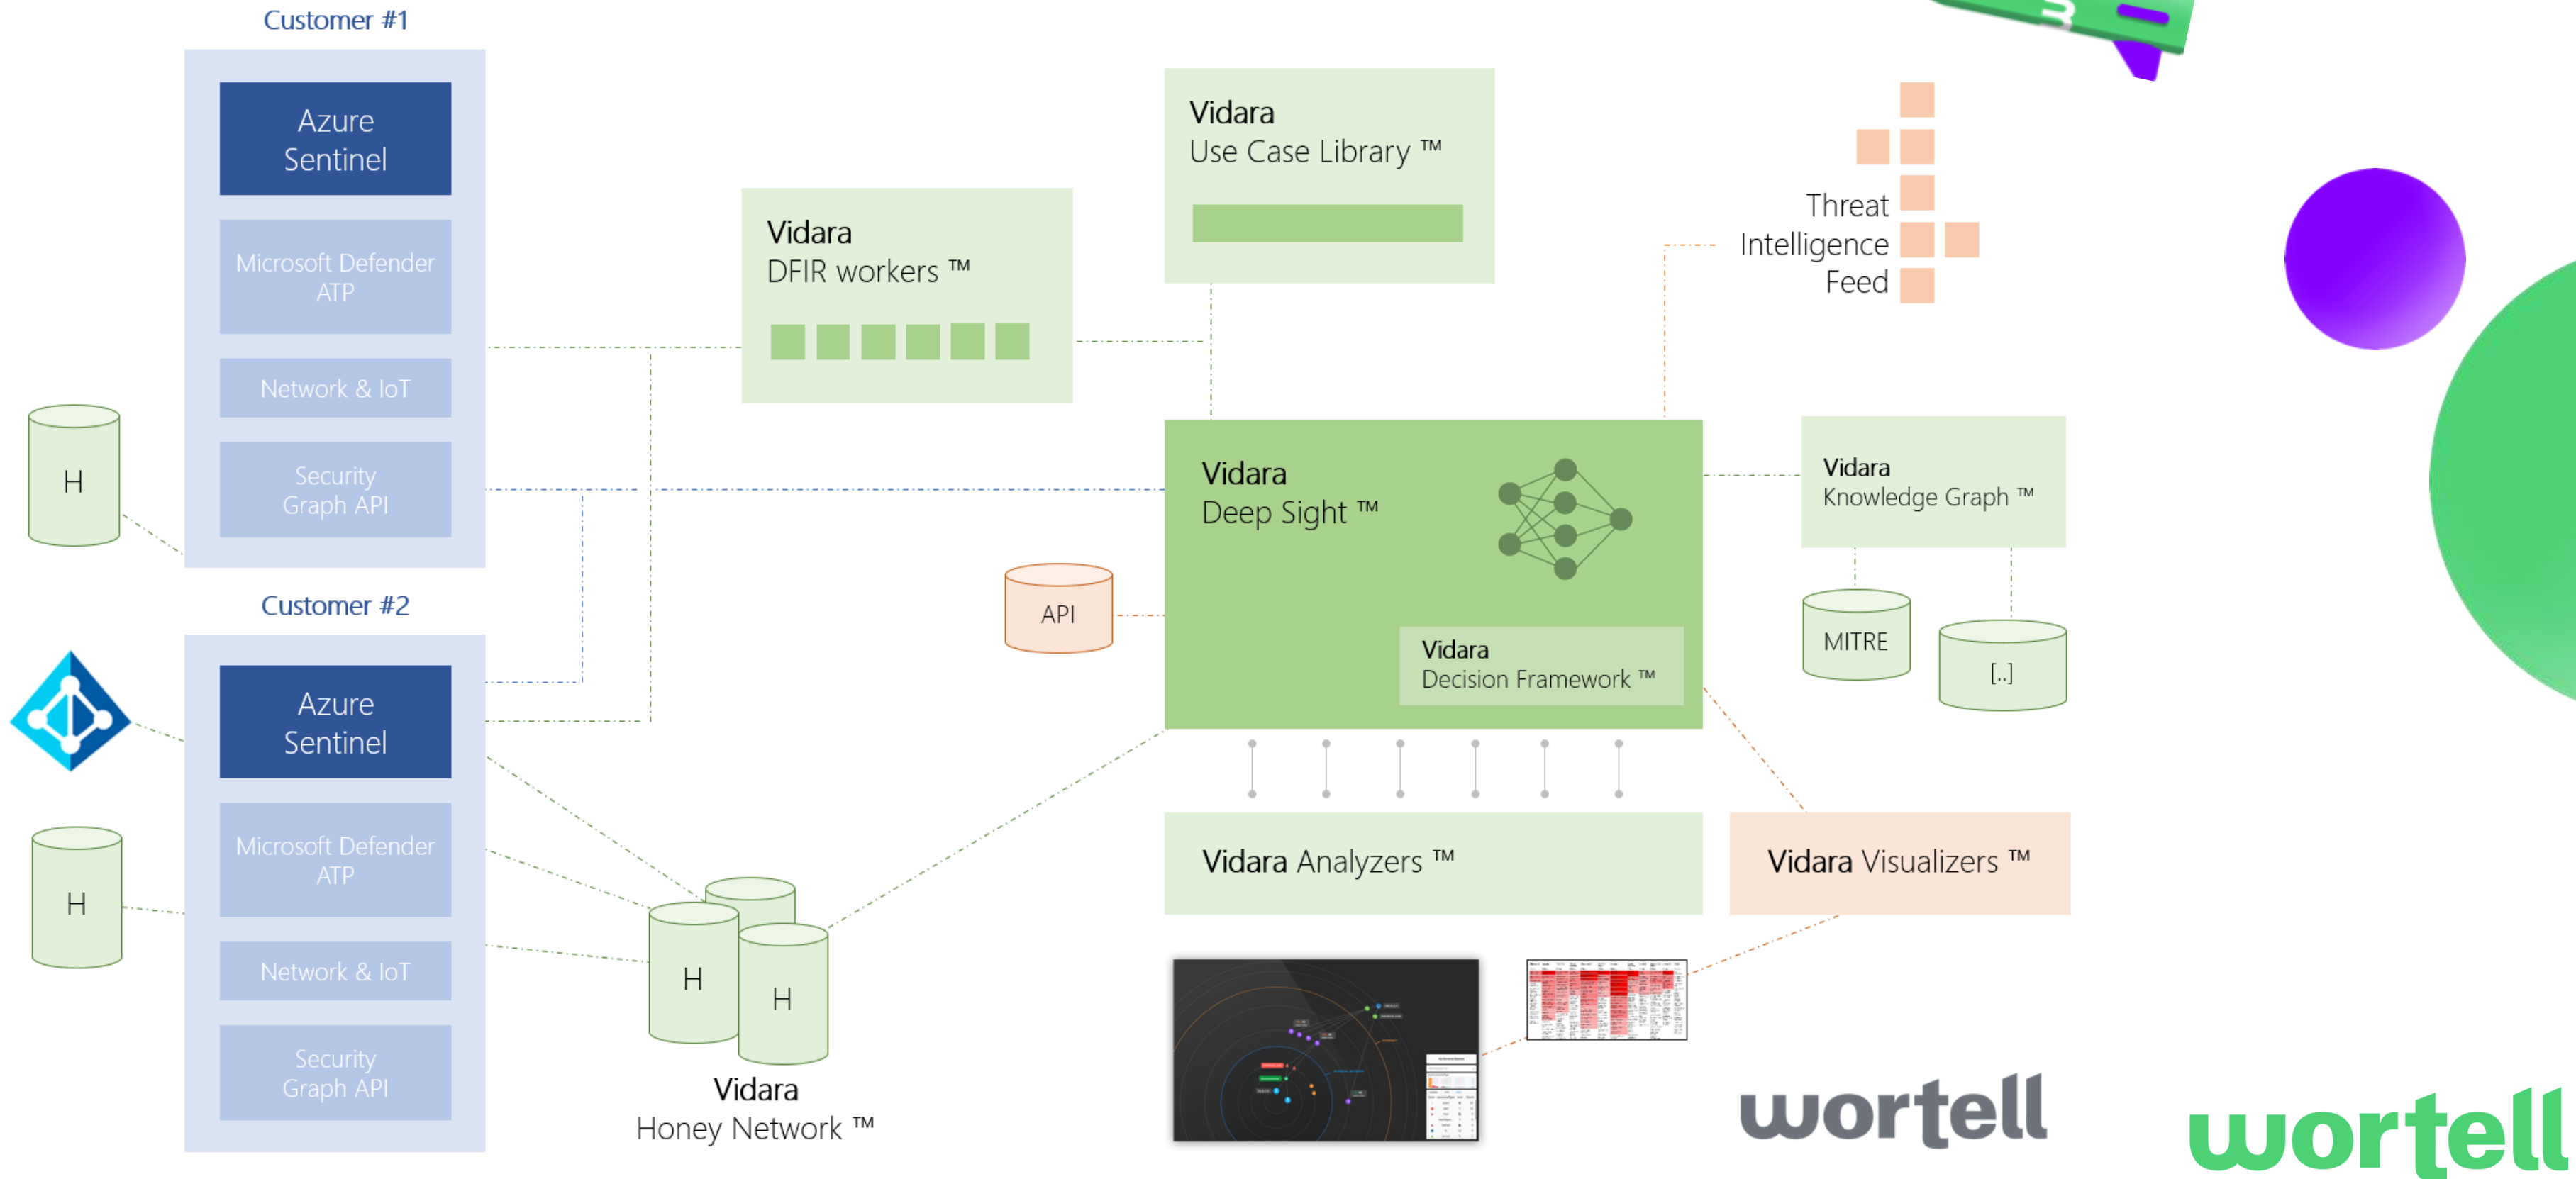 Customer #1
Azure
Sentinel
Microsoft Defender
ATP
Network & IoT
Security
Graph API
H
Customer #2
Azure
Sentinel
Microsoft Defender
ATP
Network & IoT
Security
Graph API
H
Vidara
DFIR workers ™
Vidara
Use Case Library ™
Threat
Intelligence
Feed
Vidara
Deep Sight ™
API
Vidara
Decision Framework ™
Vidara
Knowledge Graph ™
MITRE
[..]
H
H
Vidara
Honey Network ™
Vidara Analyzers ™
Vidara Visualizers ™
wortell
wortell